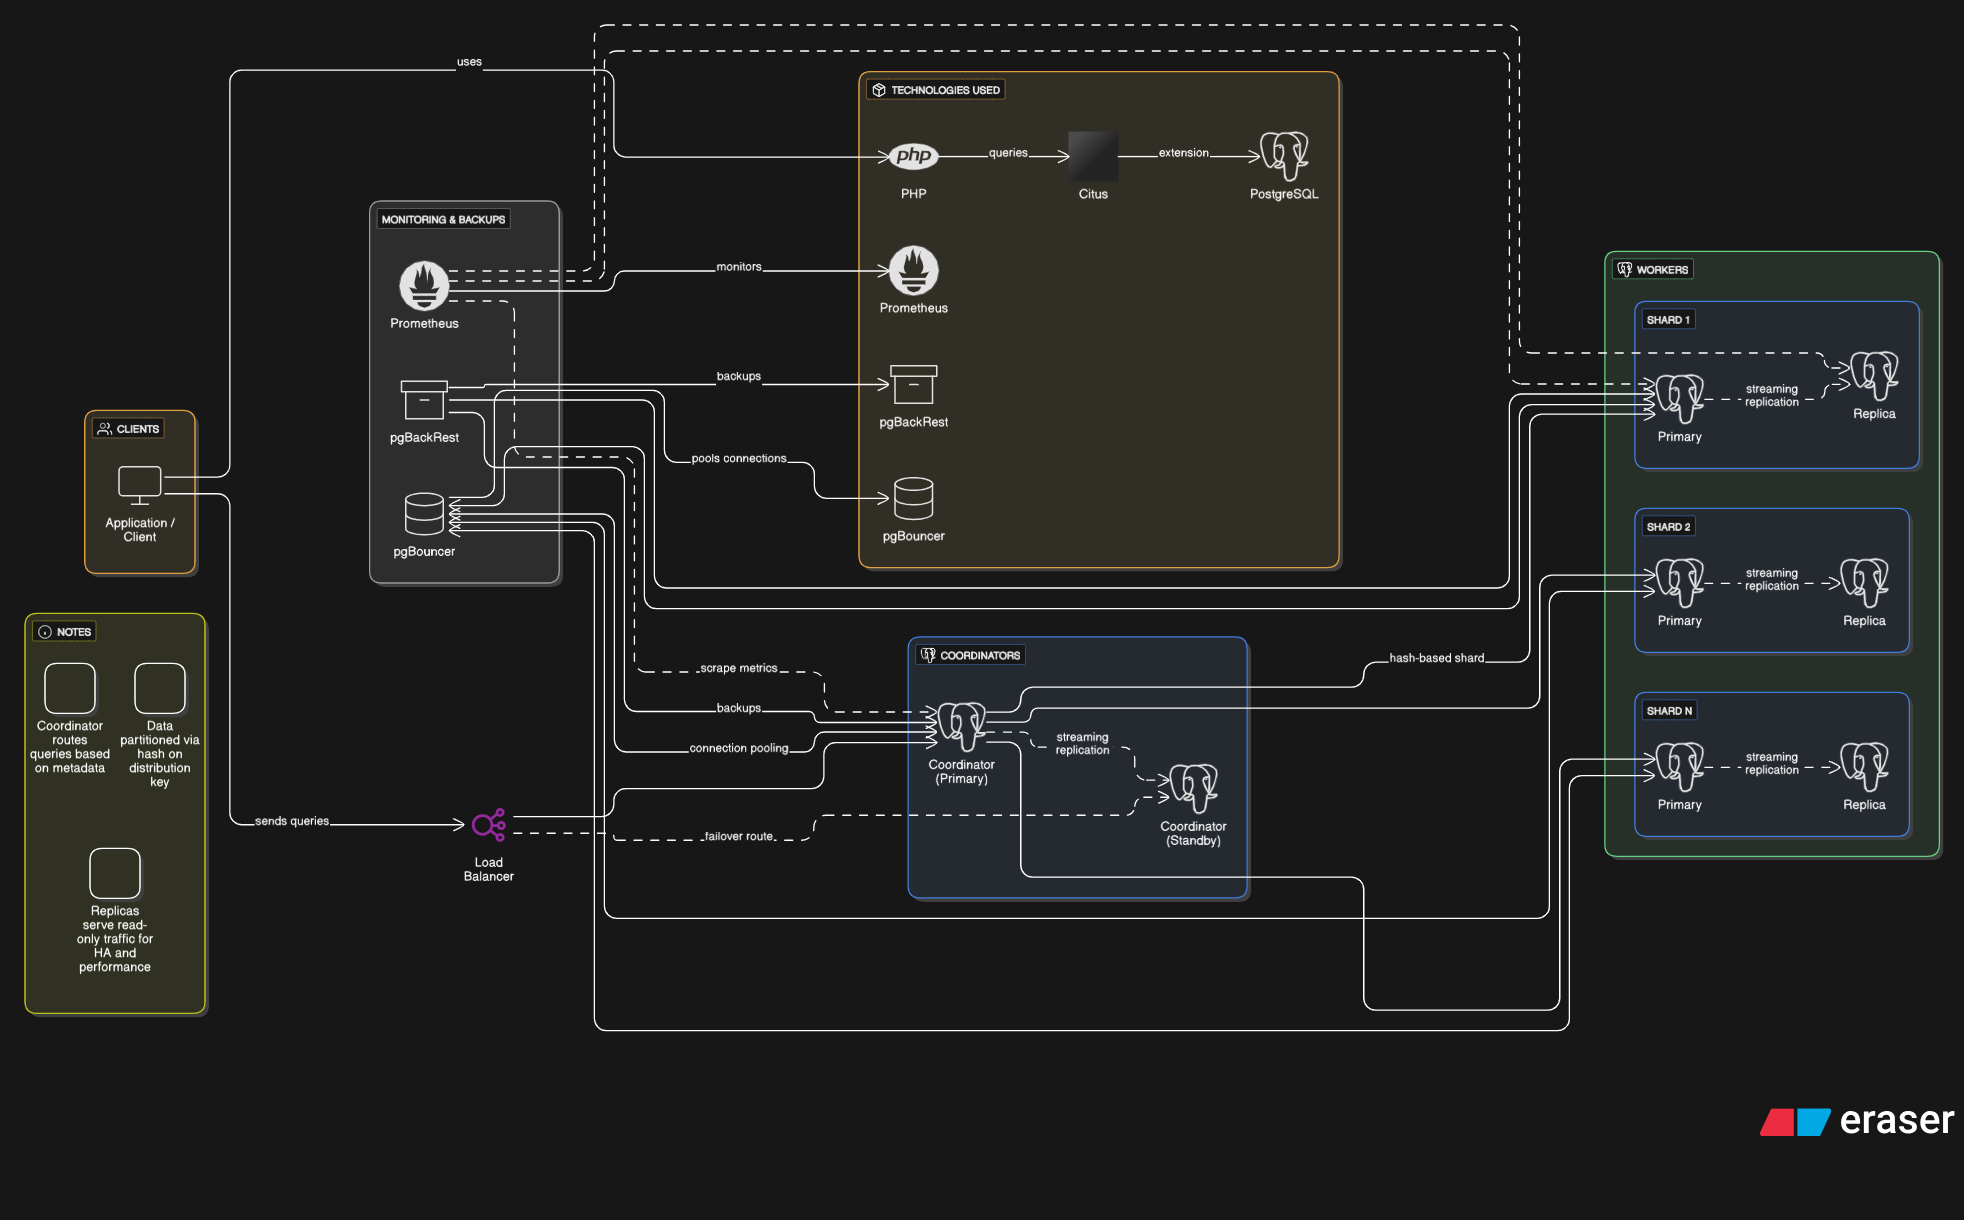 uses
TECHNOLOGIES USED
queries
extension
PHP
Citus
PostgreSQL
MONITORING & BACKUPS
monitors
Prometheus
Prometheus
backups
pgBackRest
pgBackRest
pools connections
pgBouncer
pgBouncer
CLIENTS
Application /
Client
NOTES
Coordinator
routes
queries based
on metadata
Data
partitioned via
hash on
distribution
key
Replicas
serve read-
only traffic for
HA and
performance
sends queries
Load
Balancer
scrape metrics
backups
connection pooling
failover route
COORDINATORS
Coordinator
(Primary)
streaming
replication
Coordinator
(Standby)
hash-based shard
WORKERS
SHARD 1
Primary
streaming
replication
Replica
SHARD 2
Primary
streaming
replication
Replica
SHARD N
Primary
streaming
replication
Replica
eraser